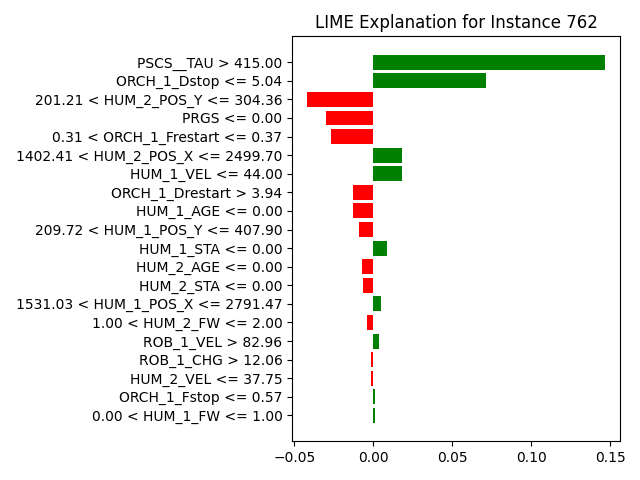 LIME Explanation for Instance 762
PSCS__TAU > 415.00
ORCH_1_Dstop <= 5.04
201.21 < HUM_2_POS_Y <= 304.36
PRGS <= 0.00
0.31 < ORCH_1_Frestart <= 0.37
1402.41 < HUM_2_POS_X <= 2499.70
HUM_1_VEL <= 44.00
ORCH_1_Drestart > 3.94
HUM_1_AGE <= 0.00
209.72 < HUM_1_POS_Y <= 407.90
HUM_1_STA <= 0.00
HUM_2_AGE <= 0.00
HUM_2_STA <= 0.00
1531.03 < HUM_1_POS_X <= 2791.47
1.00 < HUM_2_FW <= 2.00
ROB_1_VEL > 82.96
ROB_1_CHG > 12.06
HUM_2_VEL <= 37.75
ORCH_1_Fstop <= 0.57
0.00 < HUM_1_FW <= 1.00
−0.05 0.00 0.05 0.10 0.15